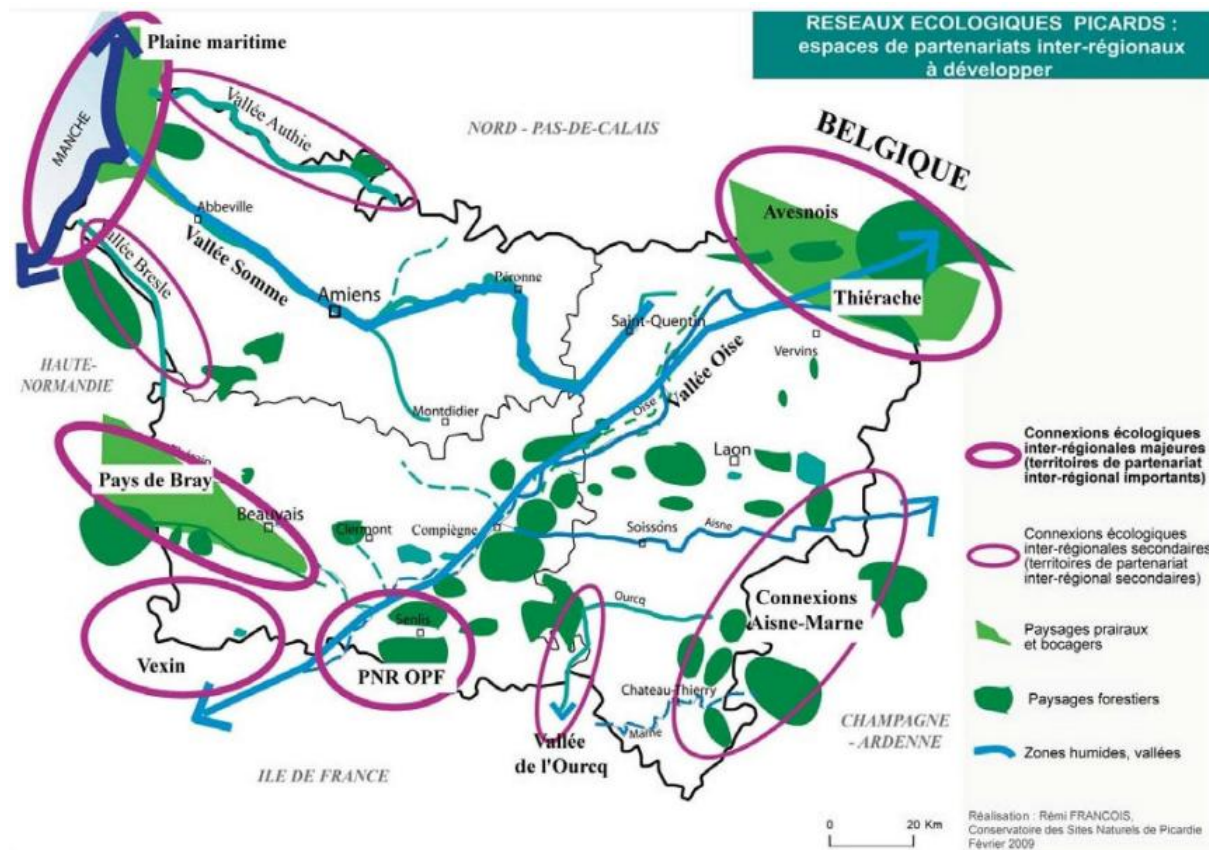 RESEAUX ECOLOGIQUES PICARDS :
espaces de partenariats inter-régionaux
à développer
Plaine maritime
MANCHE
Vallée Authie
NORD - PAS-DE-CALAIS
BELGIQUE
Avesnois
Thiérache
Abbeville
Vallée Bresle
Vallée Somme
Amiens
Péronne
Saint-Quentin
Vervins
HAUTE-
NORMANDIE
Vallée Oise
Oise
Montdidier
Laon
Pays de Bray
Beauvais
Clermont
Compiègne
Soissons
Aisne
Ourcq
Connexions
Aisne-Marne
Senlis
Vexin
PNR OPF
Chateau-Thierry
Marne
Vallée
de l'Ourcq
CHAMPAGNE
- ARDENNE
ILE DE FRANCE
Connexions écologiques
inter-régionales majeures
(territoires de partenariat
inter-régional importants)
Connexions écologiques
inter-régionales secondaires
(territoires de partenariat
inter-régional secondaires)
Paysages prairaux
et bocagers
Paysages forestiers
Zones humides, vallées
0 20 Km
Réalisation : Rémi FRANCOIS,
Conservatoire des Sites Naturels de Picardie
Février 2009